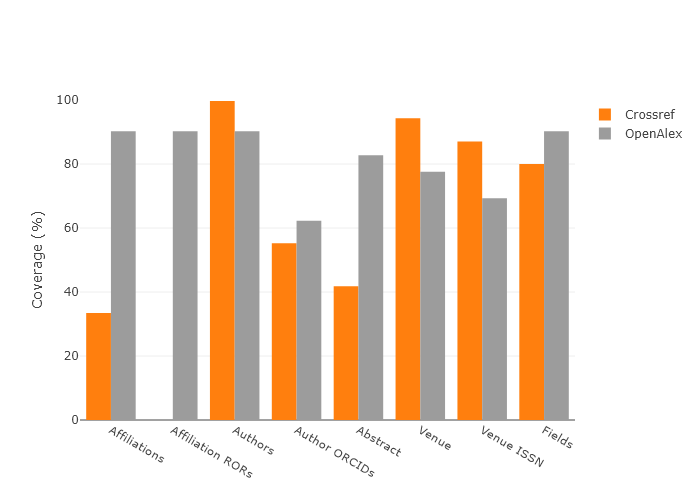 Crossref
OpenAlex
Coverage (%)
100
80
60
40
20
0
Affiliations
Affiliation RORs
Authors
Author ORCIDs
Abstract
Venue
Venue ISSN
Fields